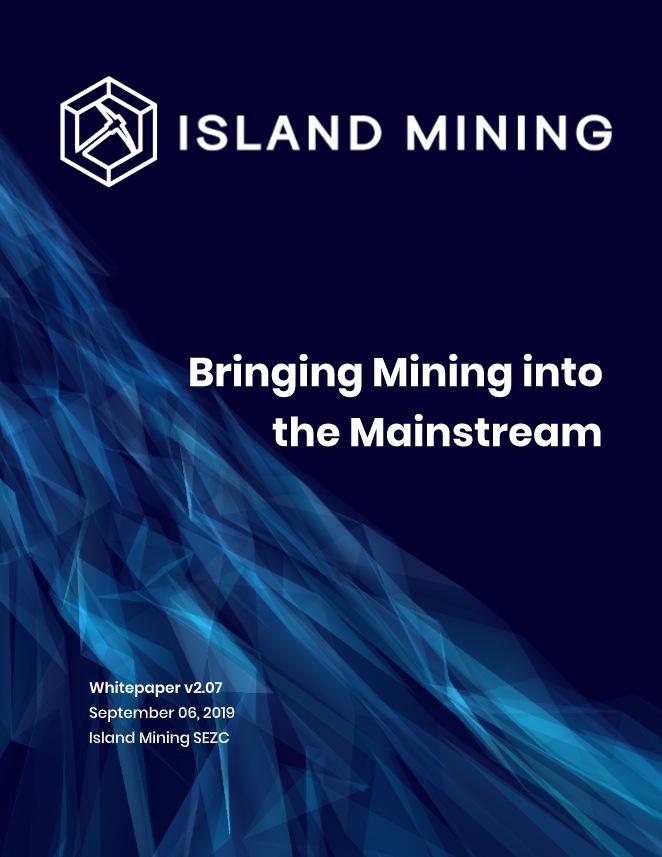 ISLAND MINING
Bringing Mining into
the Mainstream
Whitepaper v2.07
September 06, 2019
Island Mining SEZC